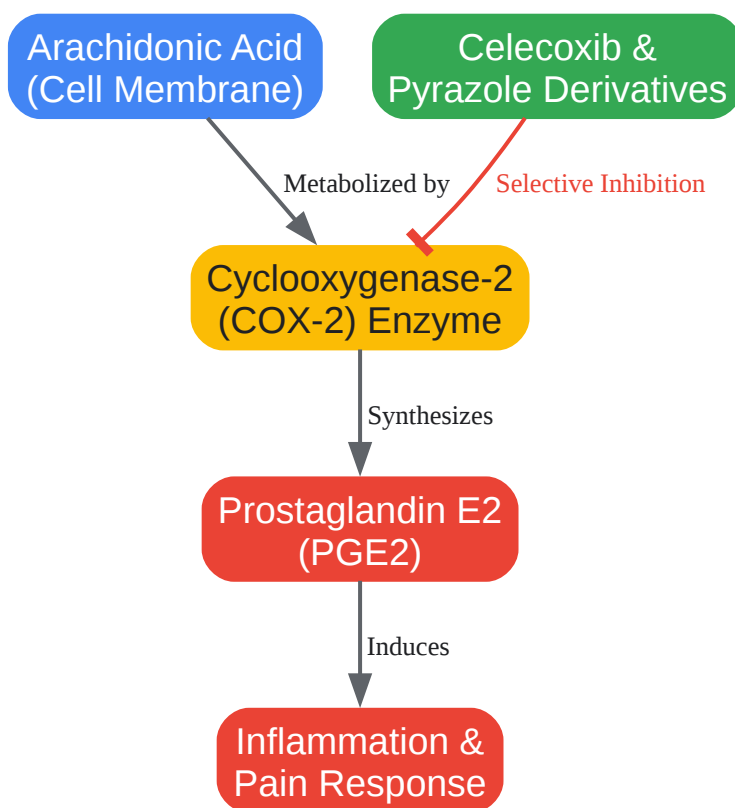 Arachidonic Acid
(Cell Membrane)
Celecoxib &
Pyrazole Derivatives
Metabolized by
Selective Inhibition
Cyclooxygenase-2
(COX-2) Enzyme
Synthesizes
Prostaglandin E2
(PGE2)
Induces
Inflammation &
Pain Response